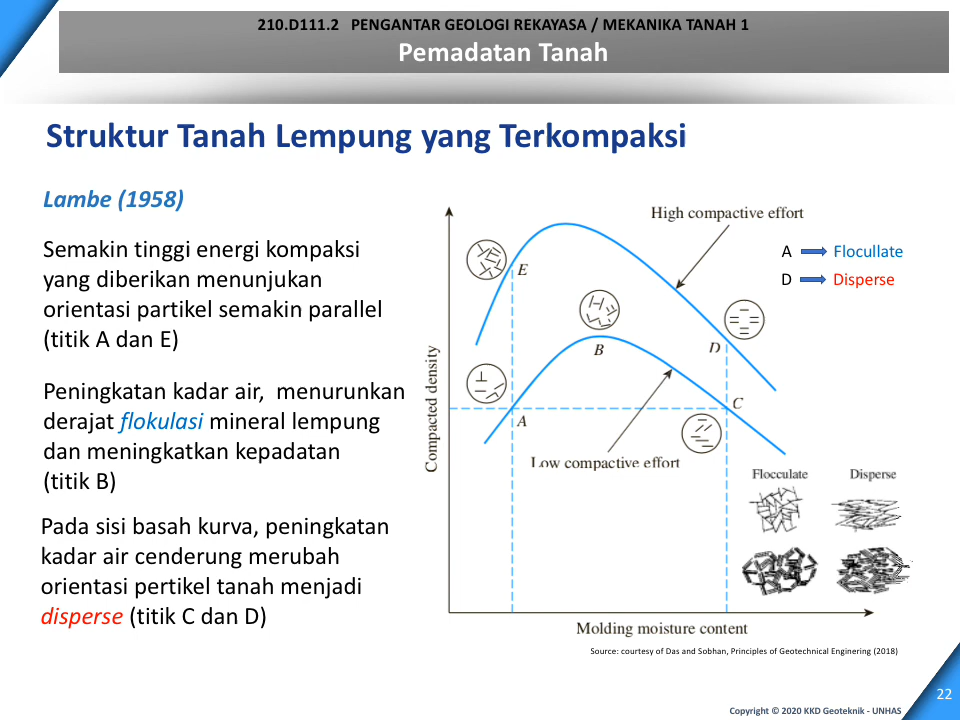 210.D111.2 PENGANTAR GEOLOGI REKAYASA / MEKANIKA TANAH 1
Pemadatan Tanah
Struktur Tanah Lempung yang Terkompaksi
Lambe (1958)
Semakin tinggi energi kompaksi
yang diberikan menunjukan
orientasi partikel semakin parallel
(titik A dan E)
Peningkatan kadar air, menurunkan
derajat flokulasi mineral lempung
dan meningkatkan kepadatan
(titik B)
Pada sisi basah kurva, peningkatan
kadar air cenderung merubah
orientasi pertikel tanah menjadi
disperse (titik C dan D)
High compactive effort
A Flocullate
D Disperse
E
B
D
C
A
Compacted density
Low compactive effort
Flocculate Disperse
Molding moisture content
Source: courtesy of Das and Sobhan, Principles of Geotechnical Enginering (2018)
22
Copyright © 2020 KKD Geoteknik - UNHAS